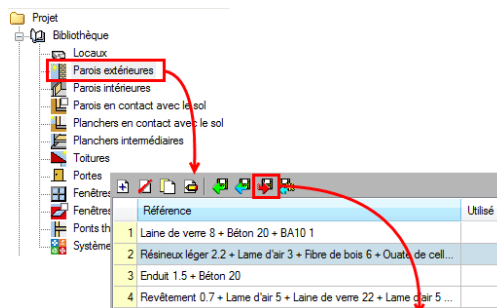 Projet
Bibliothèque
Locaux
Parois extérieures
Parois intérieures
Parois en contact avec le sol
Planchers en contact avec le sol
Planchers intermédiaires
Toitures
Portes
Fenêtres
Fenêtres
Ponts th
Système
Référence Utilisé
1 Laine de verre 8 + Béton 20 + BA10 1
2 Résineux léger 2.2 + Lame d'air 3 + Fibre de bois 6 + Ouate de cell...
3 Enduit 1.5 + Béton 20
4 Revêtement 0.7 + Lame d'air 5 + Laine de verre 22 + Lame d'air 5 ...